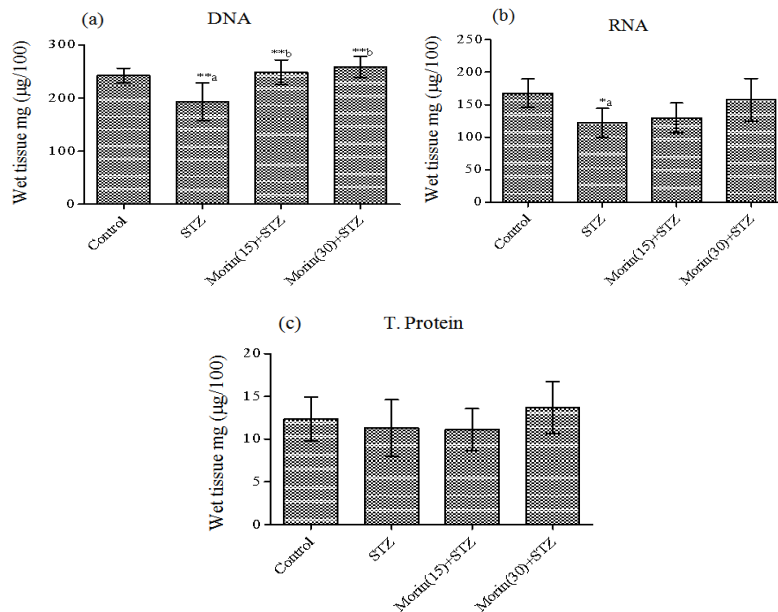 (a)
DNA
Wet tissue mg (µg/100)
300
200
100
0
**a
**b
**b
Control
STZ
Morin(15)+STZ
Morin(30)+STZ
(b)
RNA
Wet tissue mg (µg/100)
250
200
150
100
50
0
*a
Control
STZ
Morin(15)+STZ
Morin(30)+STZ
(c)
T. Protein
Wet tissue mg (µg/100)
20
15
10
5
0
Control
STZ
Morin(15)+STZ
Morin(30)+STZ